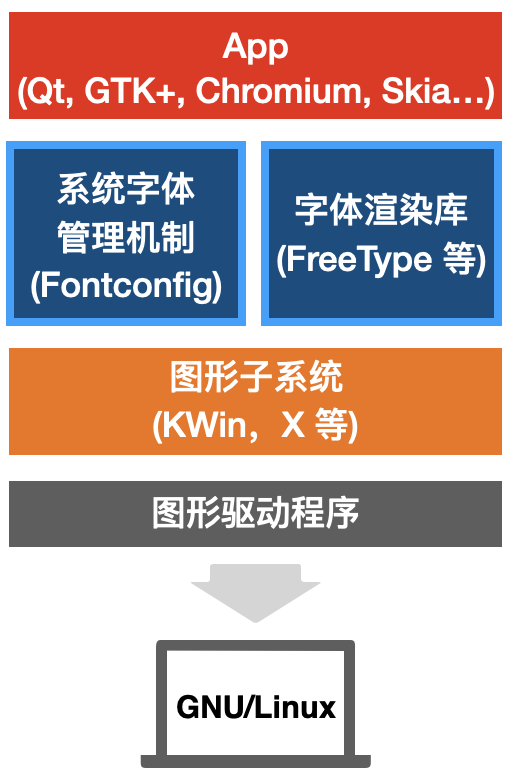 App
(Qt, GTK+, Chromium, Skia…)
系统字体
管理机制
(Fontconfig)
字体渲染库
(FreeType 等)
图形子系统
(KWin，X 等)
图形驱动程序
GNU/Linux